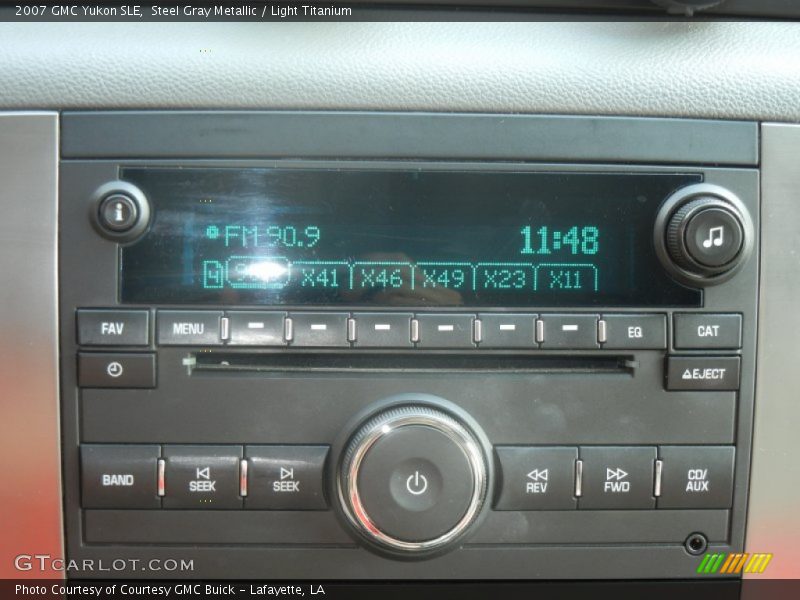 2007 GMC Yukon SLE, Steel Gray Metallic / Light Titanium
i
FM 90.9 11:48
4 X41 X46 X49 X23 X11
FAV MENU EQ CAT
EJECT
BAND SEEK SEEK REV FWD CD/AUX
GTCARLOT.COM
Photo Courtesy of Courtesy GMC Buick - Lafayette, LA